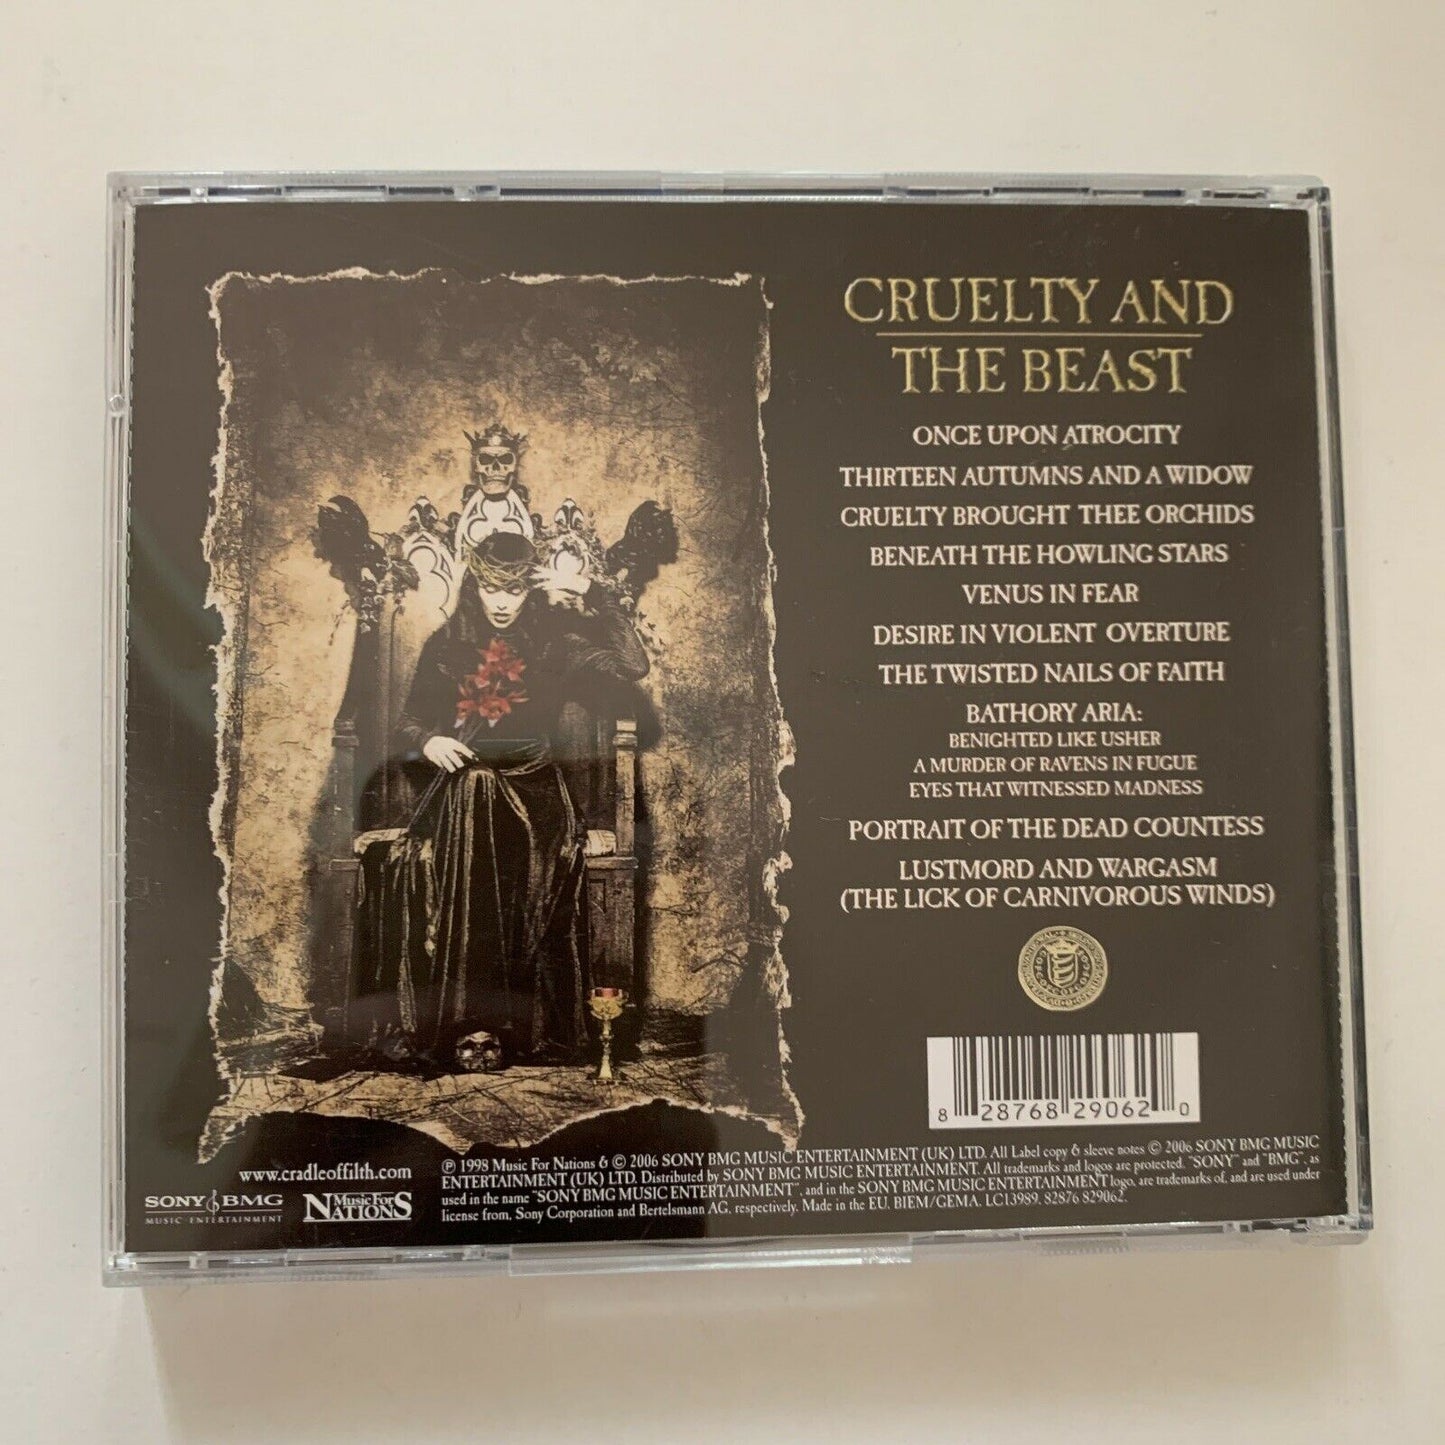 CRUELTY AND
THE BEAST
ONCE UPON ATROCITY
THIRTEEN AUTUMNS AND A WIDOW
CRUELTY BROUGHT THEE ORCHIDS
BENEATH THE HOWLING STARS
VENUS IN FEAR
DESIRE IN VIOLENT OVERTURE
THE TWISTED NAILS OF FAITH
BATHORY ARIA:
BENIGHTED LIKE USHER
A MURDER OF RAVENS IN FUGUE
EYES THAT WITNESSED MADNESS
PORTRAIT OF THE DEAD COUNTESS
LUSTMORD AND WARGASM
(THE LICK OF CARNIVOROUS WINDS)
8 28768 29062 0
www.cradleoffilth.com
SONY BMG
MUSIC ENTERTAINMENT
Music For
NATIONS
℗ 1998 Music For Nations & © 2006 SONY BMG MUSIC ENTERTAINMENT (UK) LTD. All Label copy & sleeve notes © 2006 SONY BMG MUSIC
ENTERTAINMENT (UK) LTD. Distributed by SONY BMG MUSIC ENTERTAINMENT. All trademarks and logos are protected. "SONY" and "BMG", as
used in the name "SONY BMG MUSIC ENTERTAINMENT", and in the SONY BMG MUSIC ENTERTAINMENT logo, are trademarks of, and are used under
license from, Sony Corporation and Bertelsmann AG, respectively. Made in the EU. BIEM/GEMA. LC13989. 82876 829062.